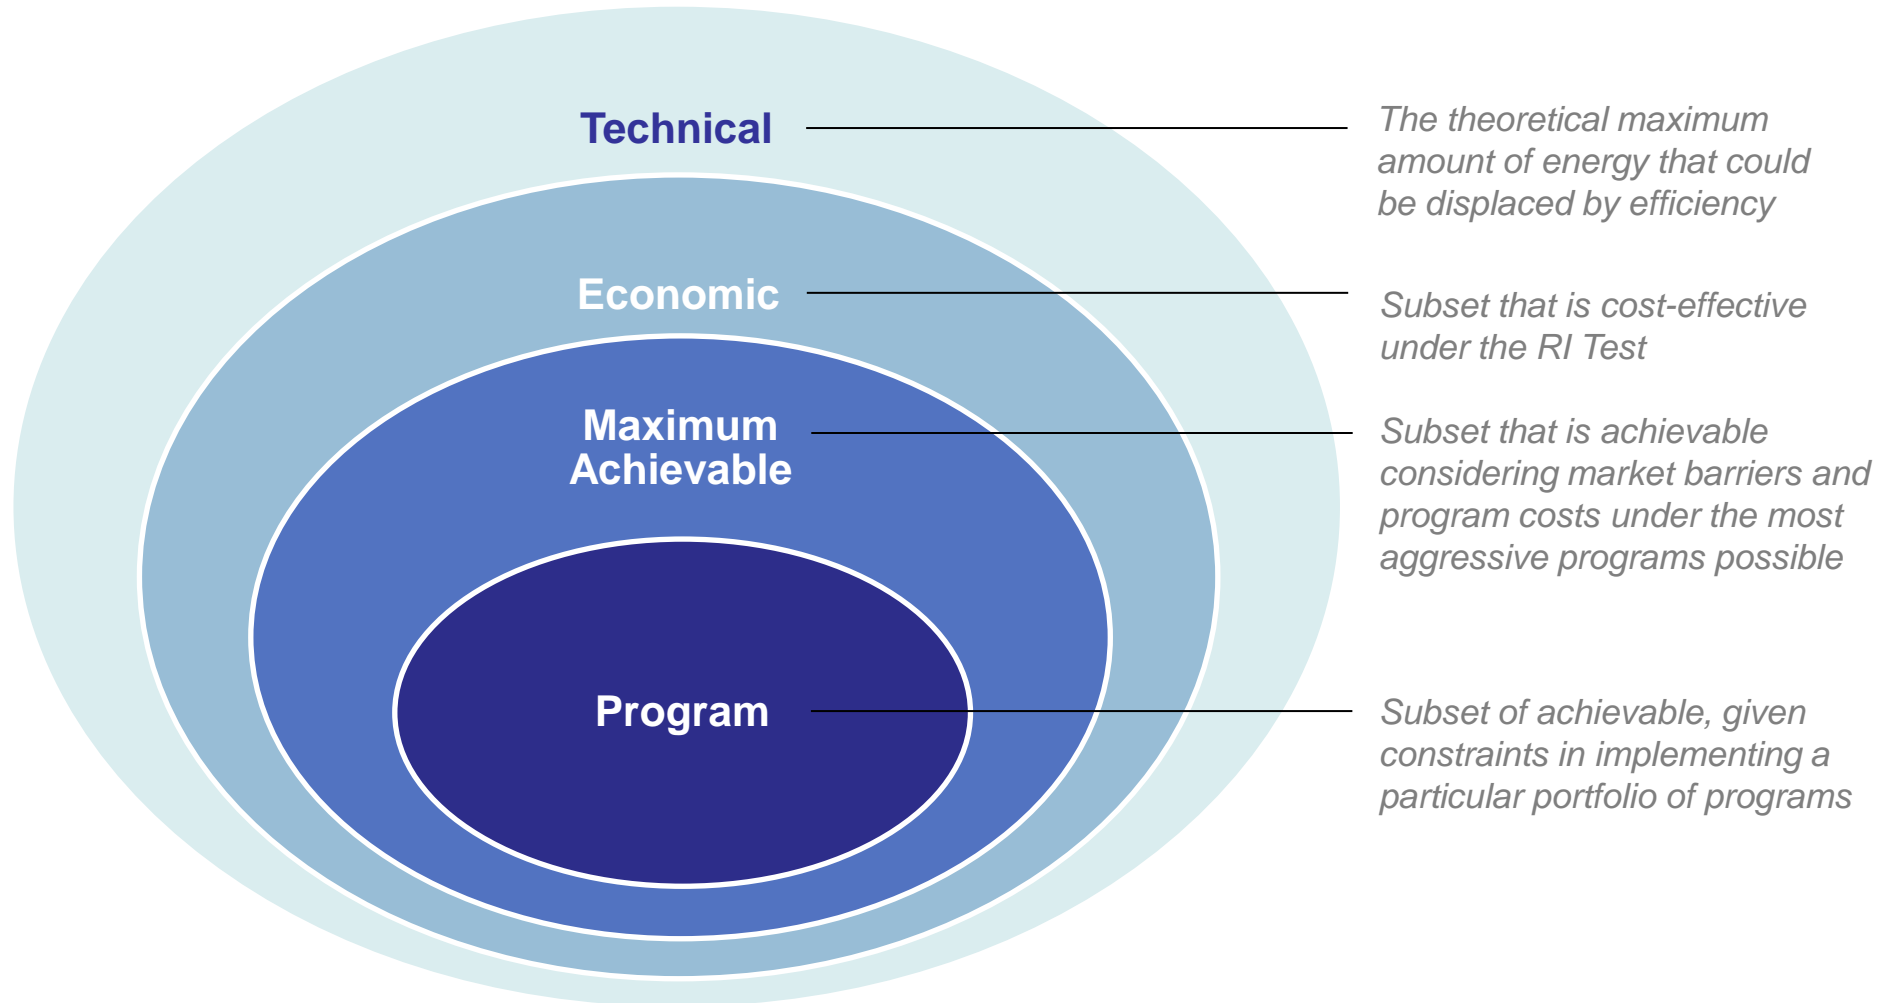 Technical
The theoretical maximum
amount of energy that could
be displaced by efficiency
Economic
Subset that is cost-effective
under the RI Test
Maximum
Achievable
Subset that is achievable
considering market barriers and
program costs under the most
aggressive programs possible
Program
Subset of achievable, given
constraints in implementing a
particular portfolio of programs